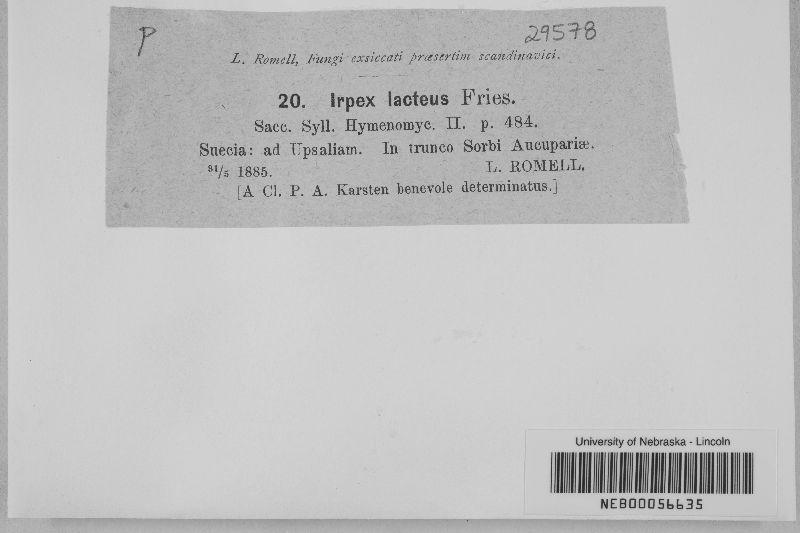 P
29578
L. Romell, Fungi exsiccati præsertim scandinavici.
20. Irpex lacteus Fries.
Sacc. Syll. Hymenomyc. II. p. 484.
Suecia: ad Upsaliam. In trunco Sorbi Aucupariæ.
31/5 1885. L. ROMELL.
[A Cl. P. A. Karsten benevole determinatus.]
University of Nebraska - Lincoln
NEB00056635